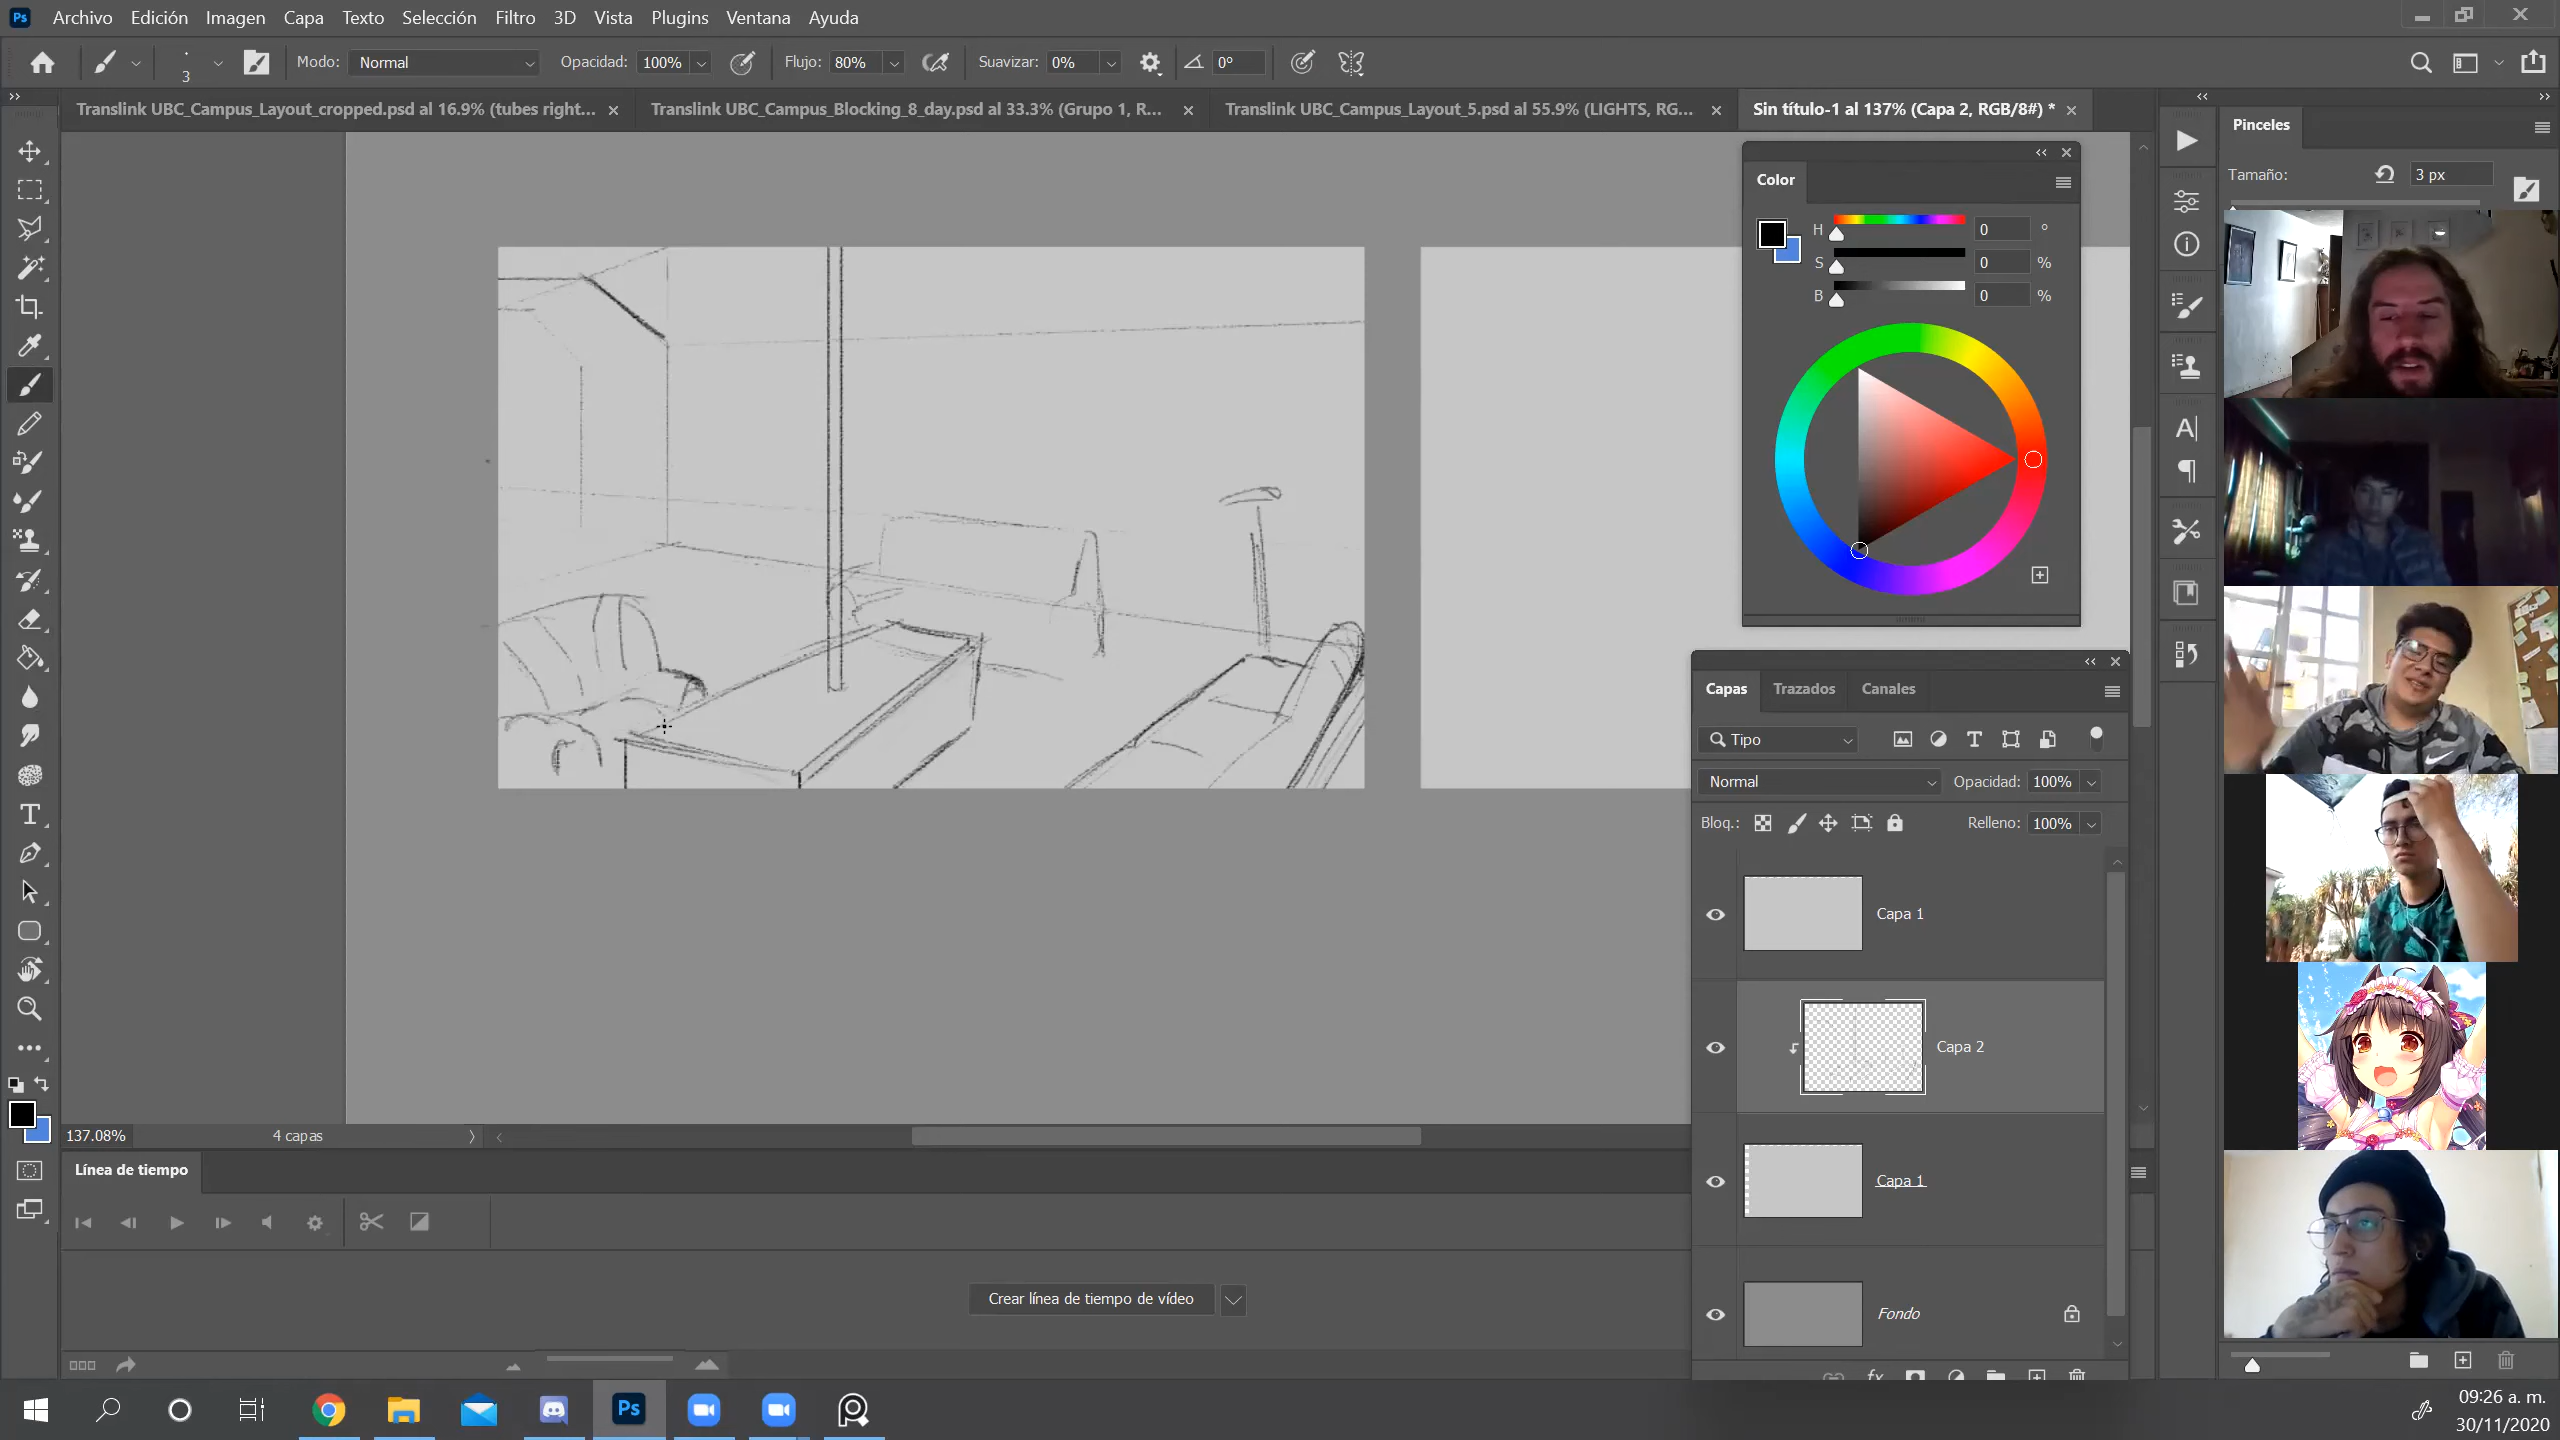 Ps Archivo Edición Imagen Capa Texto Selección Filtro 3D Vista Plugins Ventana Ayuda
3 Modo: Normal Opacidad: 100% Flujo: 80% Suavizar: 0% 0°
Translink UBC_Campus_Layout_cropped.psd al 16.9% (tubes right... Translink UBC_Campus_Blocking_8_day.psd al 33.3% (Grupo 1, R... Translink UBC_Campus_Layout_5.psd al 55.9% (LIGHTS, RG... Sin título-1 al 137% (Capa 2, RGB/8#) *
Pinceles
Tamaño: 3 px
Color
H 0 °
S 0 %
B 0 %
Capas Trazados Canales
Tipo
Normal Opacidad: 100%
Bloq.: Relleno: 100%
Capa 1
Capa 2
Capa 1
Fondo
137.08% 4 capas
Línea de tiempo
Crear línea de tiempo de vídeo
fx
Ps
09:26 a. m.
30/11/2020